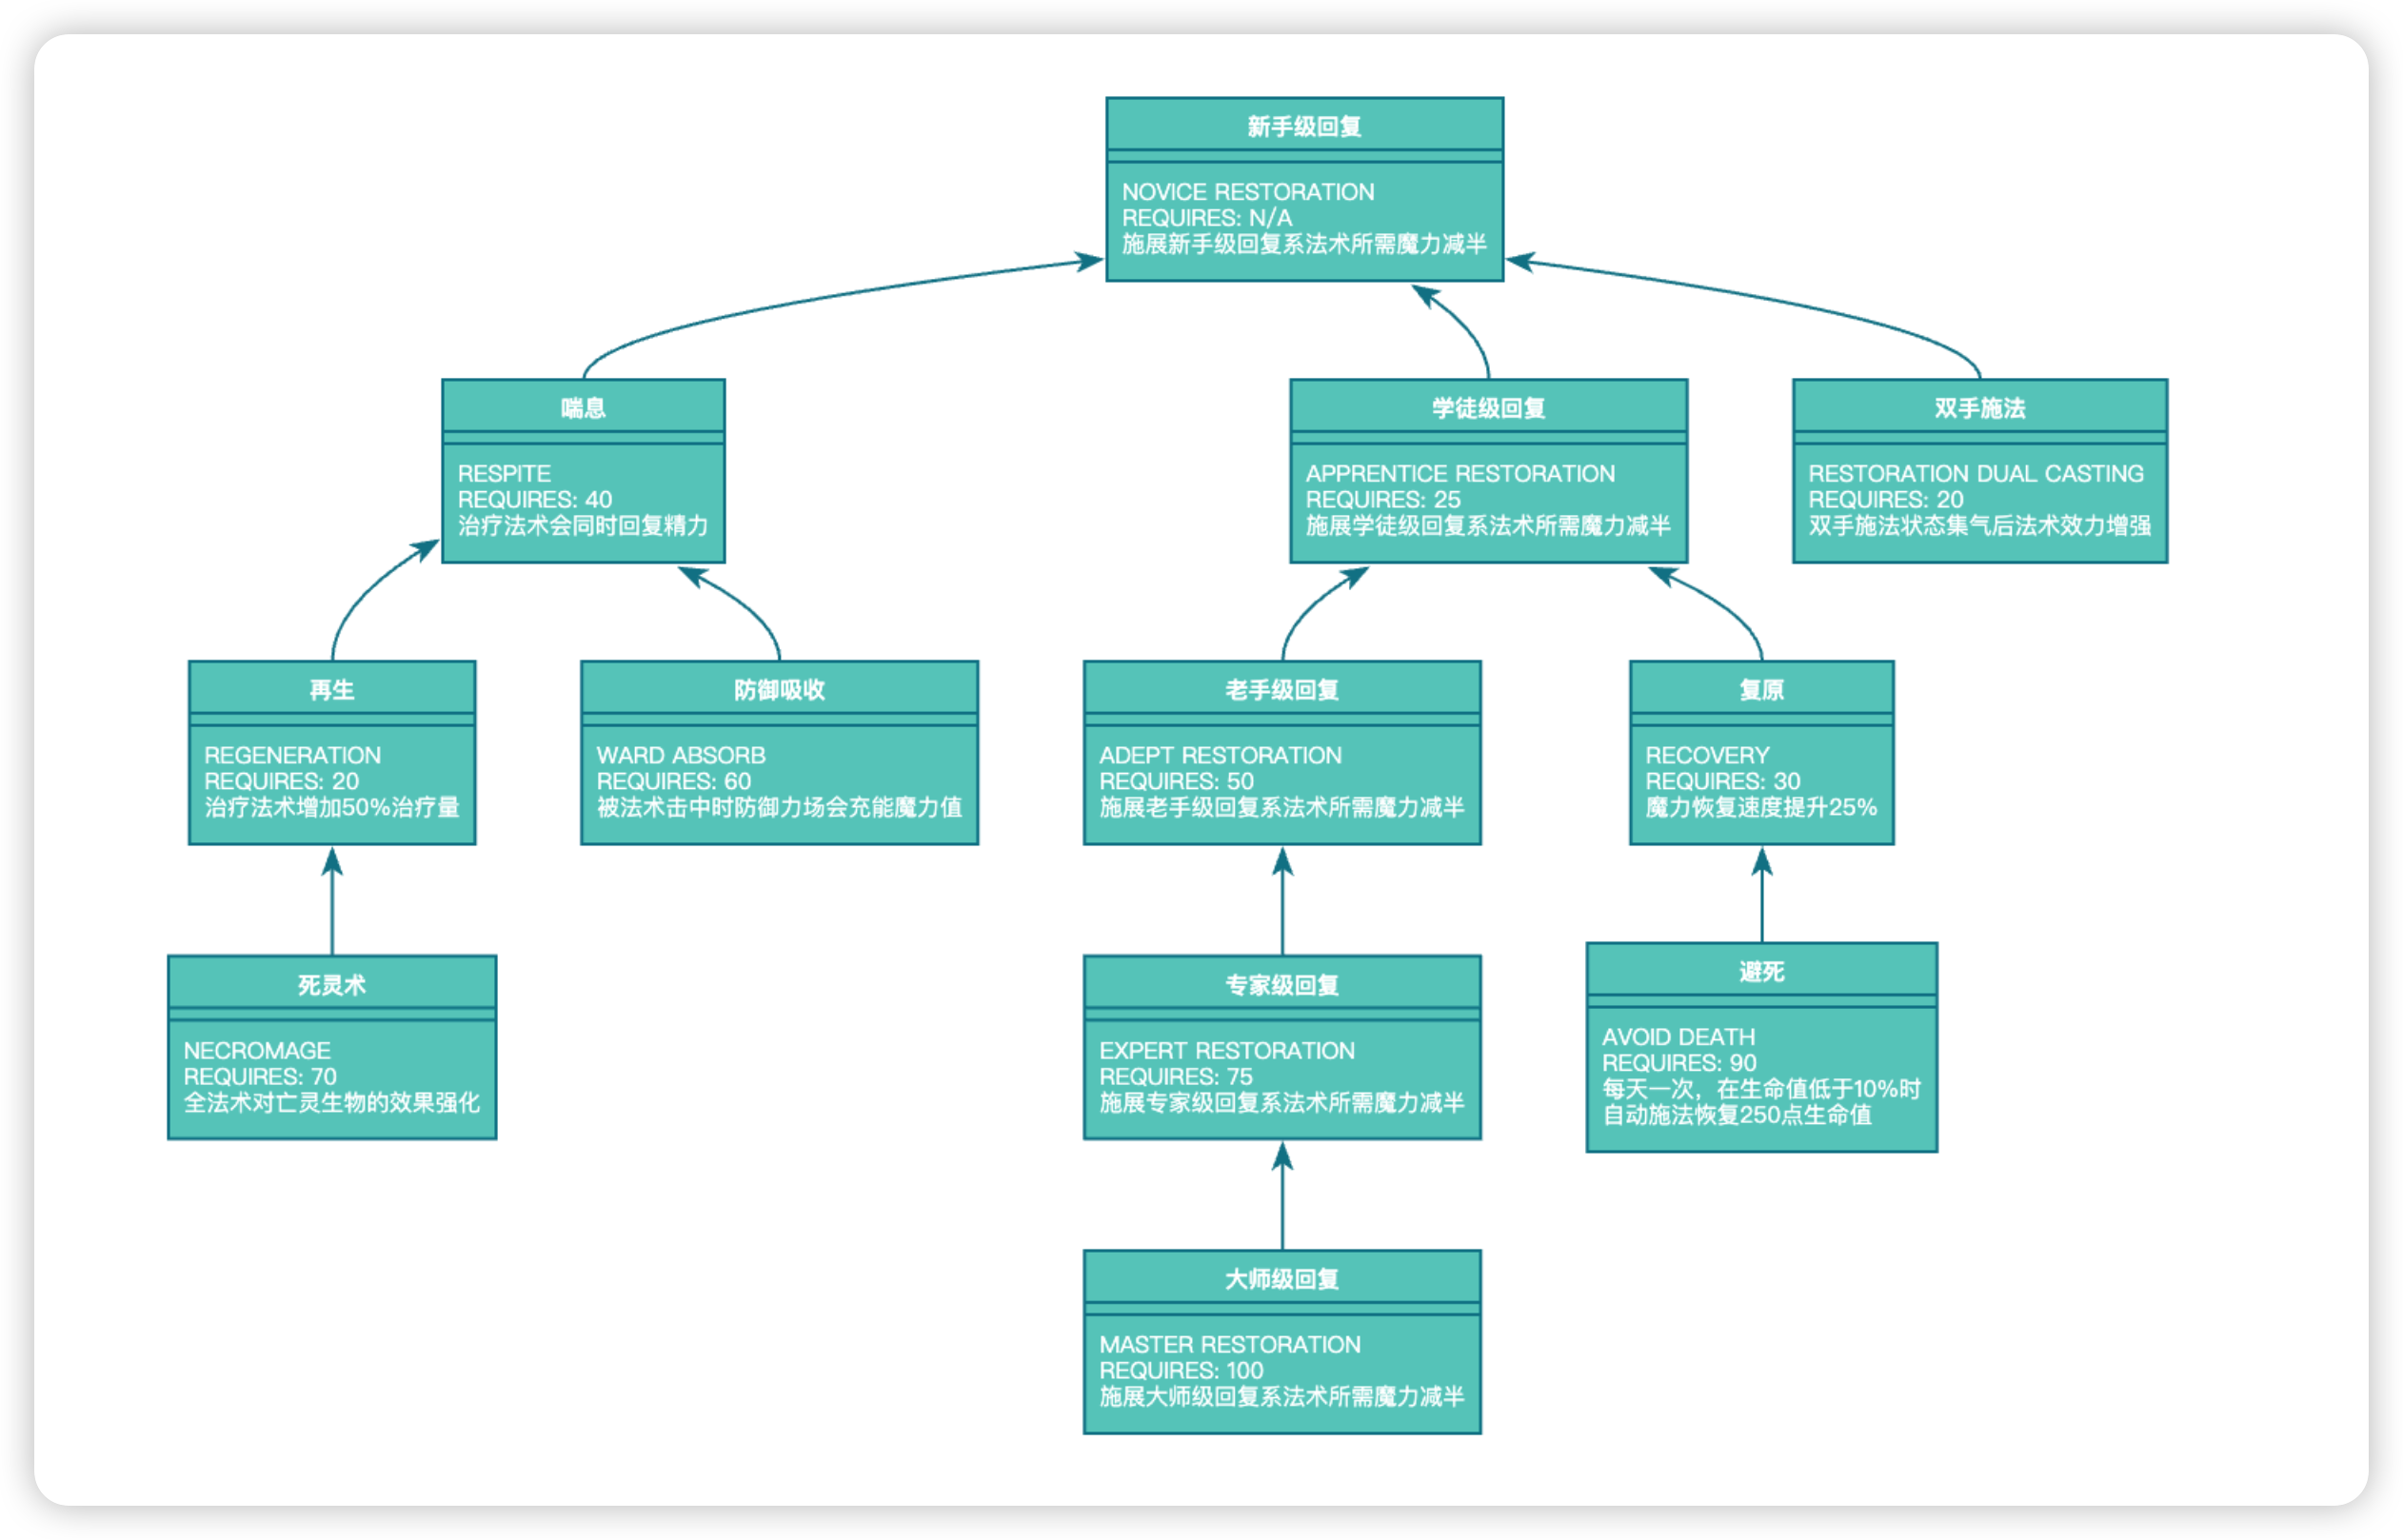 新手级回复
NOVICE RESTORATION
REQUIRES: N/A
施展新手级回复系法术所需魔力减半
喘息
RESPITE
REQUIRES: 40
治疗法术会同时回复精力
学徒级回复
APPRENTICE RESTORATION
REQUIRES: 25
施展学徒级回复系法术所需魔力减半
双手施法
RESTORATION DUAL CASTING
REQUIRES: 20
双手施法状态集气后法术效力增强
再生
REGENERATION
REQUIRES: 20
治疗法术增加50%治疗量
防御吸收
WARD ABSORB
REQUIRES: 60
被法术击中时防御力场会充能魔力值
老手级回复
ADEPT RESTORATION
REQUIRES: 50
施展老手级回复系法术所需魔力减半
复原
RECOVERY
REQUIRES: 30
魔力恢复速度提升25%
死灵术
NECROMAGE
REQUIRES: 70
全法术对亡灵生物的效果强化
专家级回复
EXPERT RESTORATION
REQUIRES: 75
施展专家级回复系法术所需魔力减半
避死
AVOID DEATH
REQUIRES: 90
每天一次，在生命值低于10%时
自动施法恢复250点生命值
大师级回复
MASTER RESTORATION
REQUIRES: 100
施展大师级回复系法术所需魔力减半